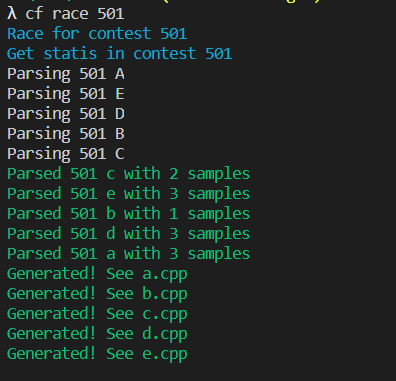 λ cf race 501
Race for contest 501
Get statis in contest 501
Parsing 501 A
Parsing 501 E
Parsing 501 D
Parsing 501 B
Parsing 501 C
Parsed 501 c with 2 samples
Parsed 501 e with 3 samples
Parsed 501 b with 1 samples
Parsed 501 d with 3 samples
Parsed 501 a with 3 samples
Generated! See a.cpp
Generated! See b.cpp
Generated! See c.cpp
Generated! See d.cpp
Generated! See e.cpp